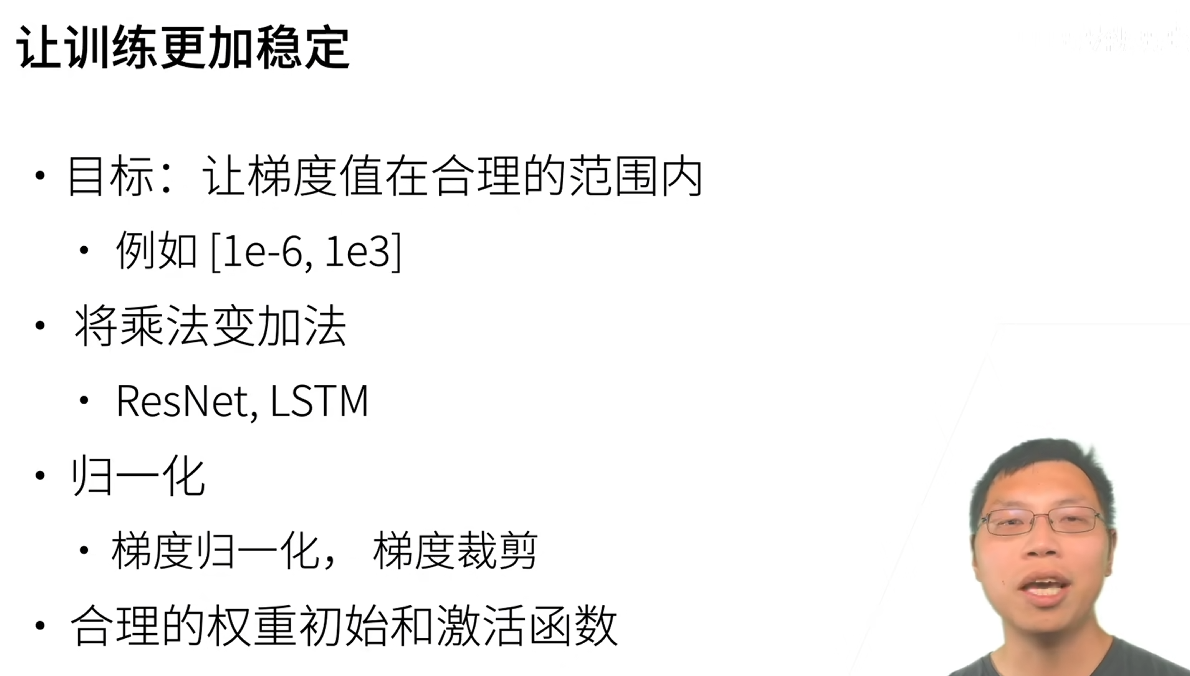 让训练更加稳定
• 目标：让梯度值在合理的范围内
• 例如 [1e-6, 1e3]
• 将乘法变加法
• ResNet, LSTM
• 归一化
• 梯度归一化， 梯度裁剪
• 合理的权重初始和激活函数